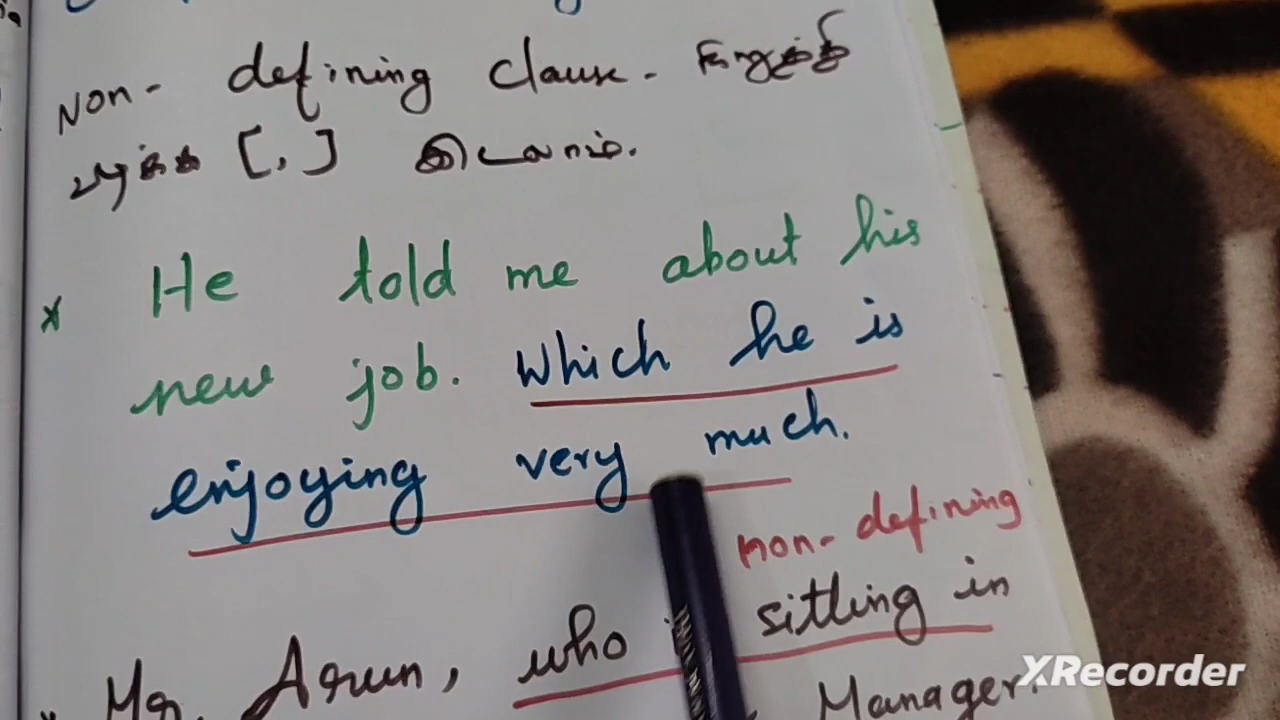 Non- defining clause.
[,] இடலாம்.
x He told me about his
new job. Which he is
enjoying very much.
non-defining
Mr. Arun, who sitting in
Manager.
XRecorder